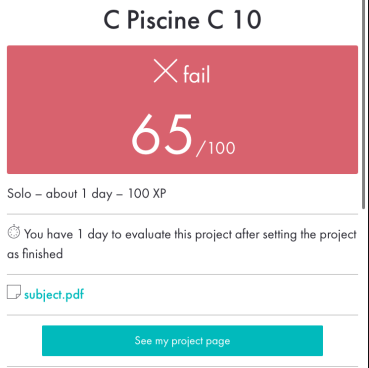 C Piscine C 10
fail
65/100
Solo – about 1 day – 100 XP
You have 1 day to evaluate this project after setting the project
as finished
subject.pdf
See my project page